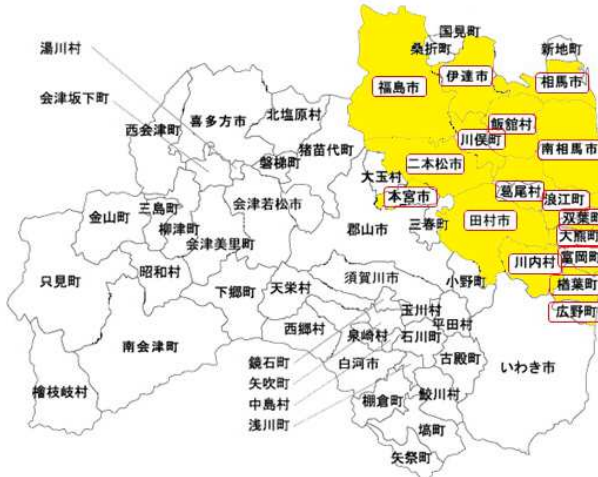 国見町
桑折町
新地町
湯川村
伊達市
相馬市
福島市
会津坂下町
喜多方市
北塩原村
飯舘村
西会津町
川俣町
南相馬市
猪苗代町
磐梯町
二本松市
大玉村
葛尾村
本宮市
浪江町
三島町
会津若松市
金山町
双葉町
柳津町
三春町
田村市
郡山市
大熊町
会津美里町
富岡町
川内村
昭和村
須賀川市
只見町
下郷町
天栄村
小野町
楢葉町
玉川村
広野町
平田村
西郷村
泉崎村
石川町
南会津町
鏡石町
白河市
古殿町
いわき市
矢吹町
檜枝岐村
鮫川村
中島村
棚倉町
浅川町
塙町
矢祭町